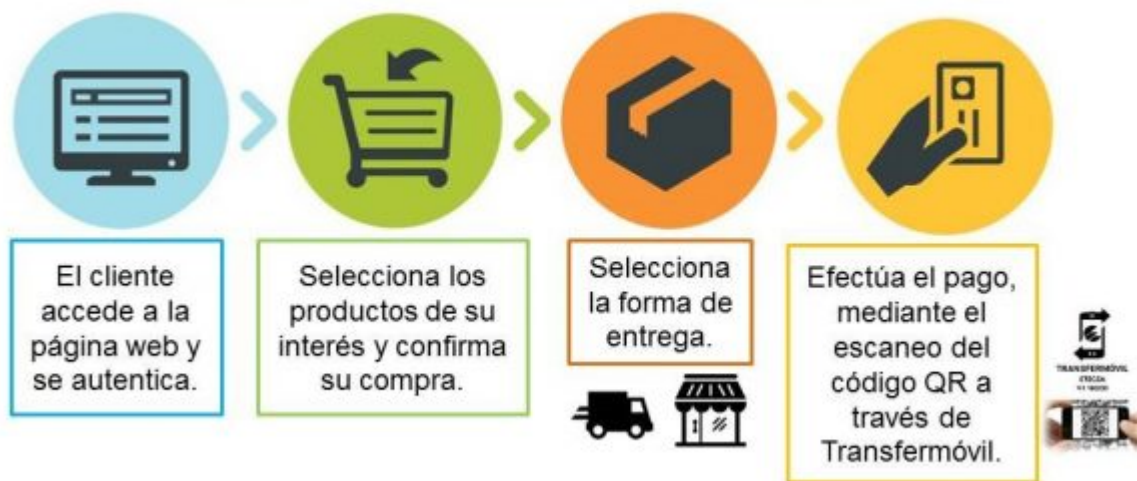 El cliente
accede a la
página web y
se autentica.
Selecciona los
productos de su
interés y confirma
su compra.
Selecciona
la forma de
entrega.
Efectúa el pago,
mediante el
escaneo del
código QR a
través de
Transfermóvil.
TRANSFERMÓVIL
ETECSA